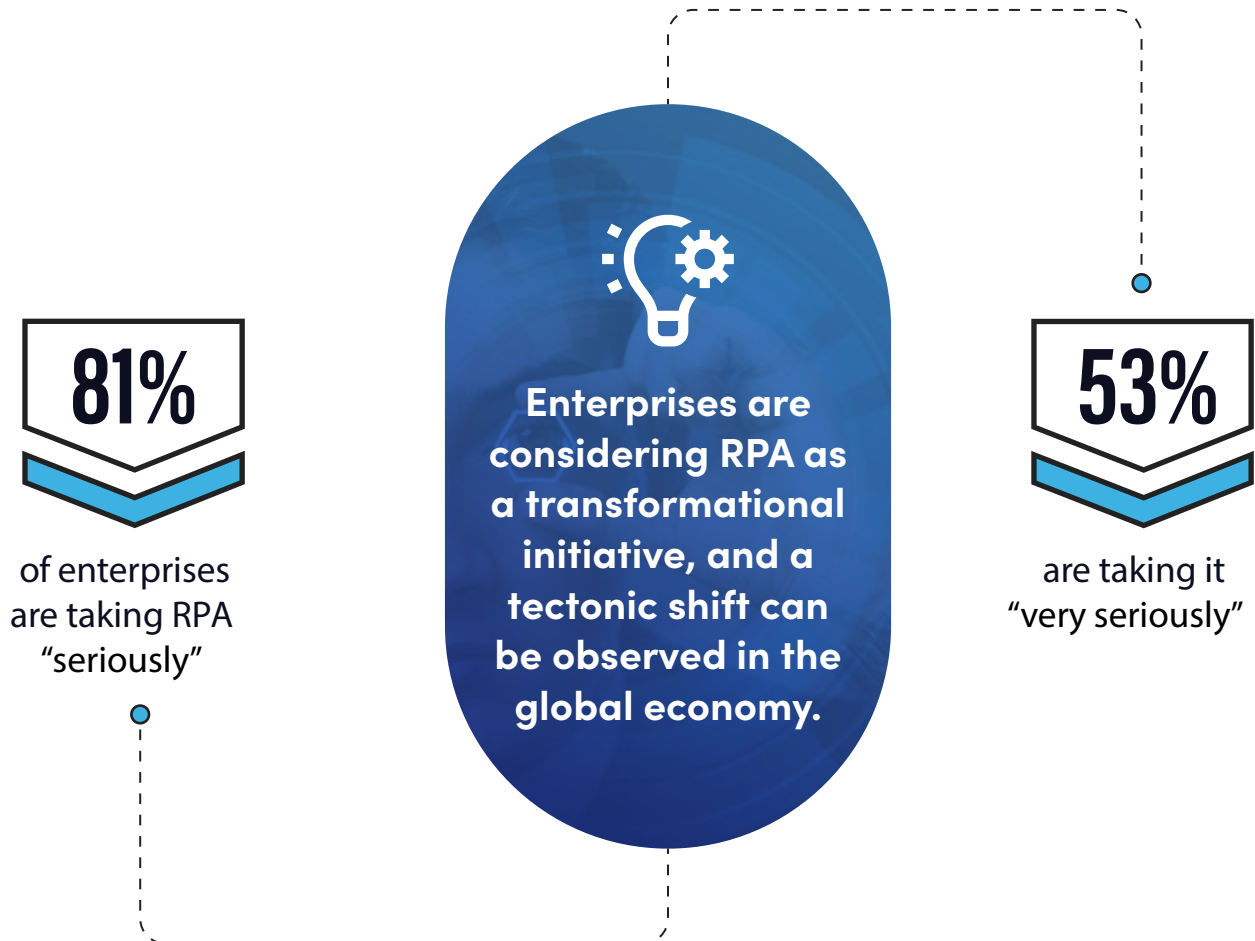 81%
of enterprises
are taking RPA
“seriously”
Enterprises are
considering RPA as
a transformational
initiative, and a
tectonic shift can
be observed in the
global economy.
53%
are taking it
“very seriously”